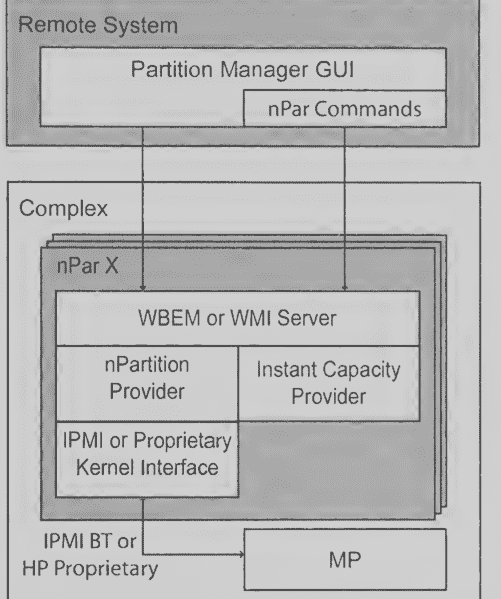 Remote System
Partition Manager GUI
nPar Commands
Complex
nPar X
WBEM or WMI Server
nPartition
Provider
Instant Capacity
Provider
IPMI or Proprietary
Kernel Interface
IPMI BT or
HP Proprietary
MP